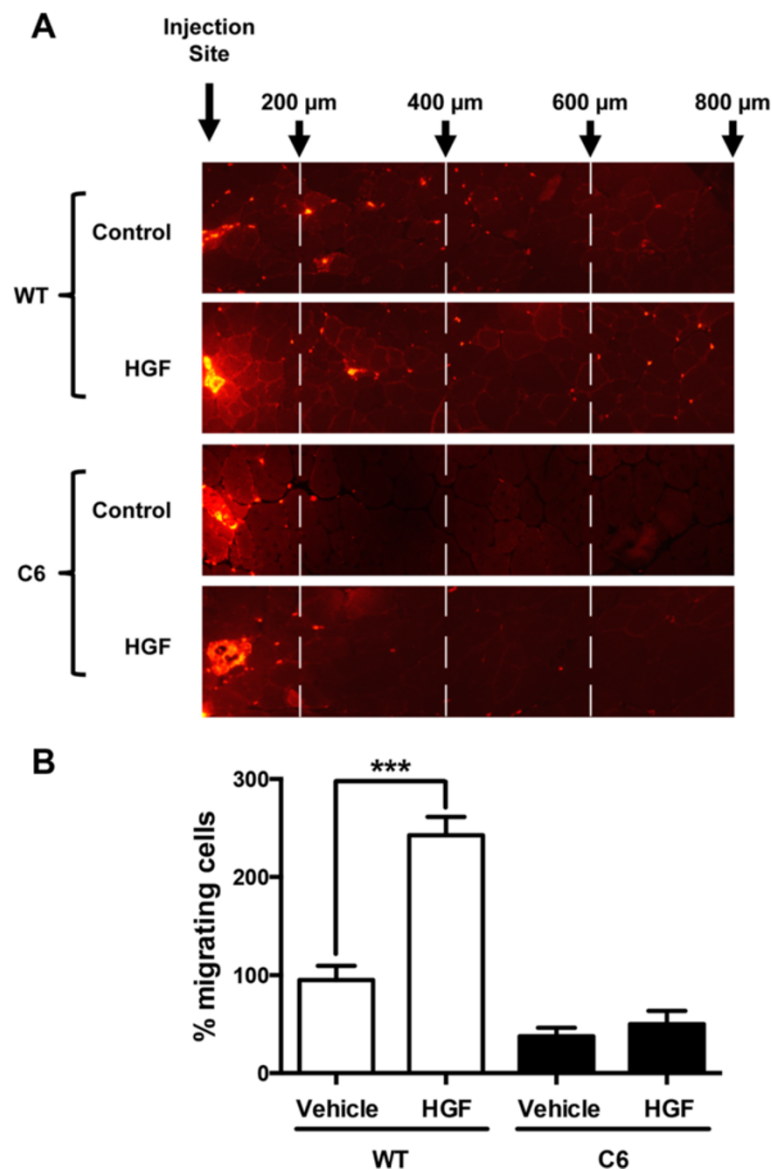 A
Injection
Site
200 µm 400 µm 600 µm 800 µm
Control
WT
HGF
Control
C6
HGF
B
% migrating cells
300
200
100
0
***
Vehicle HGF Vehicle HGF
WT C6